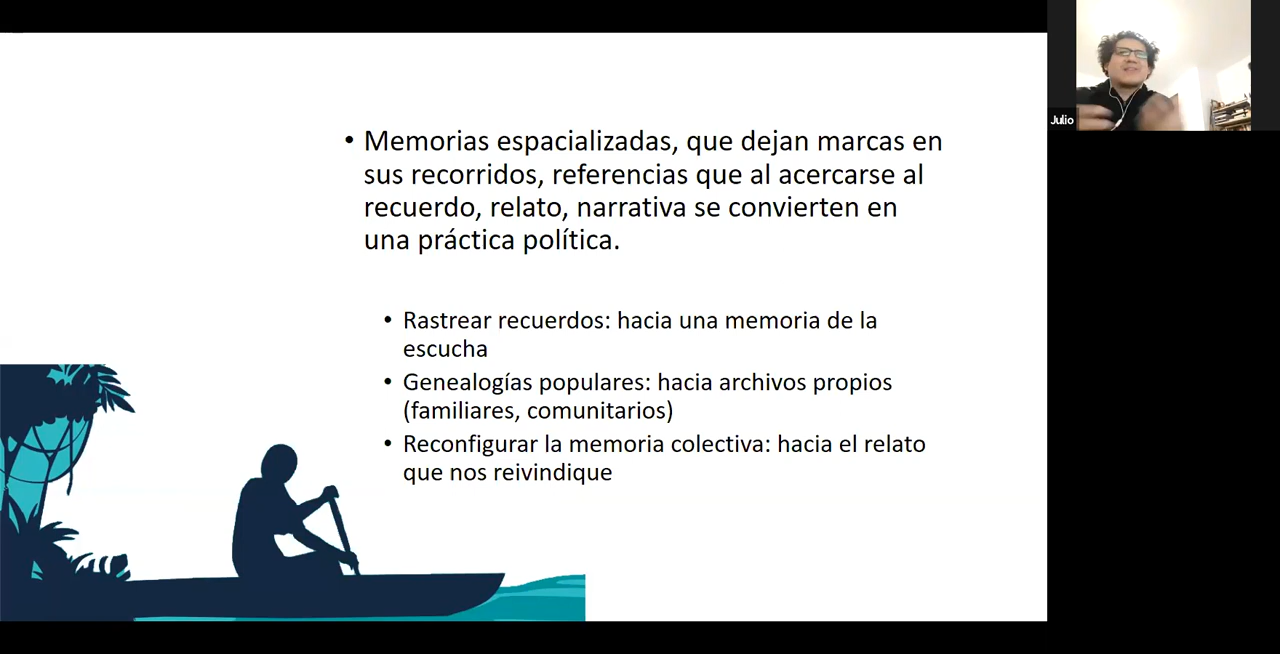 • Memorias espacializadas, que dejan marcas en
sus recorridos, referencias que al acercarse al
recuerdo, relato, narrativa se convierten en
una práctica política.
• Rastrear recuerdos: hacia una memoria de la
escucha
• Genealogías populares: hacia archivos propios
(familiares, comunitarios)
• Reconfigurar la memoria colectiva: hacia el relato
que nos reivindique
Julio